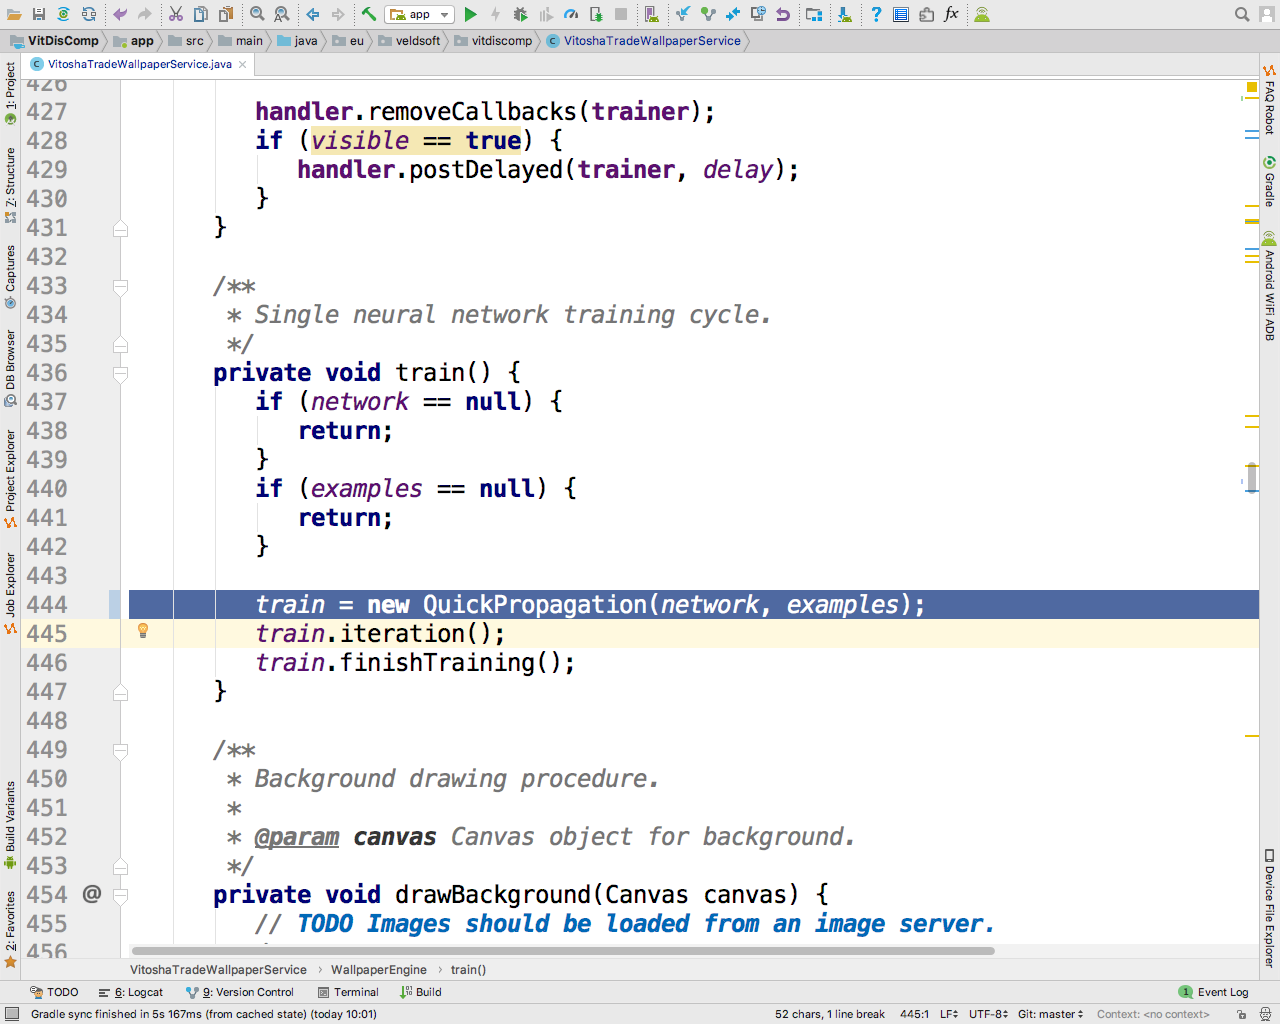 app
VitDisComp app src main java eu veldsoft vitdiscomp VitoshaTradeWallpaperService
VitoshaTradeWallpaperService.java
1: Project
7: Structure
Captures
DB Browser
Project Explorer
Job Explorer
Build Variants
2: Favorites
426
427 handler.removeCallbacks(trainer);
428 if (visible == true) {
429 handler.postDelayed(trainer, delay);
430 }
431 }
432
433 /**
434 * Single neural network training cycle.
435 */
436 private void train() {
437 if (network == null) {
438 return;
439 }
440 if (examples == null) {
441 return;
442 }
443
444 train = new QuickPropagation(network, examples);
445 train.iteration();
446 train.finishTraining();
447 }
448
449 /**
450 * Background drawing procedure.
451 *
452 * @param canvas Canvas object for background.
453 */
454 @ private void drawBackground(Canvas canvas) {
455 // TODO Images should be loaded from an image server.
456
FAQ Robot
Gradle
Android WiFi ADB
Device File Explorer
VitoshaTradeWallpaperService › WallpaperEngine › train()
TODO 6: Logcat 9: Version Control Terminal Build 1 Event Log
Gradle sync finished in 5s 167ms (from cached state) (today 10:01) 52 chars, 1 line break 445:1 LF UTF-8 Git: master Context: <no context>